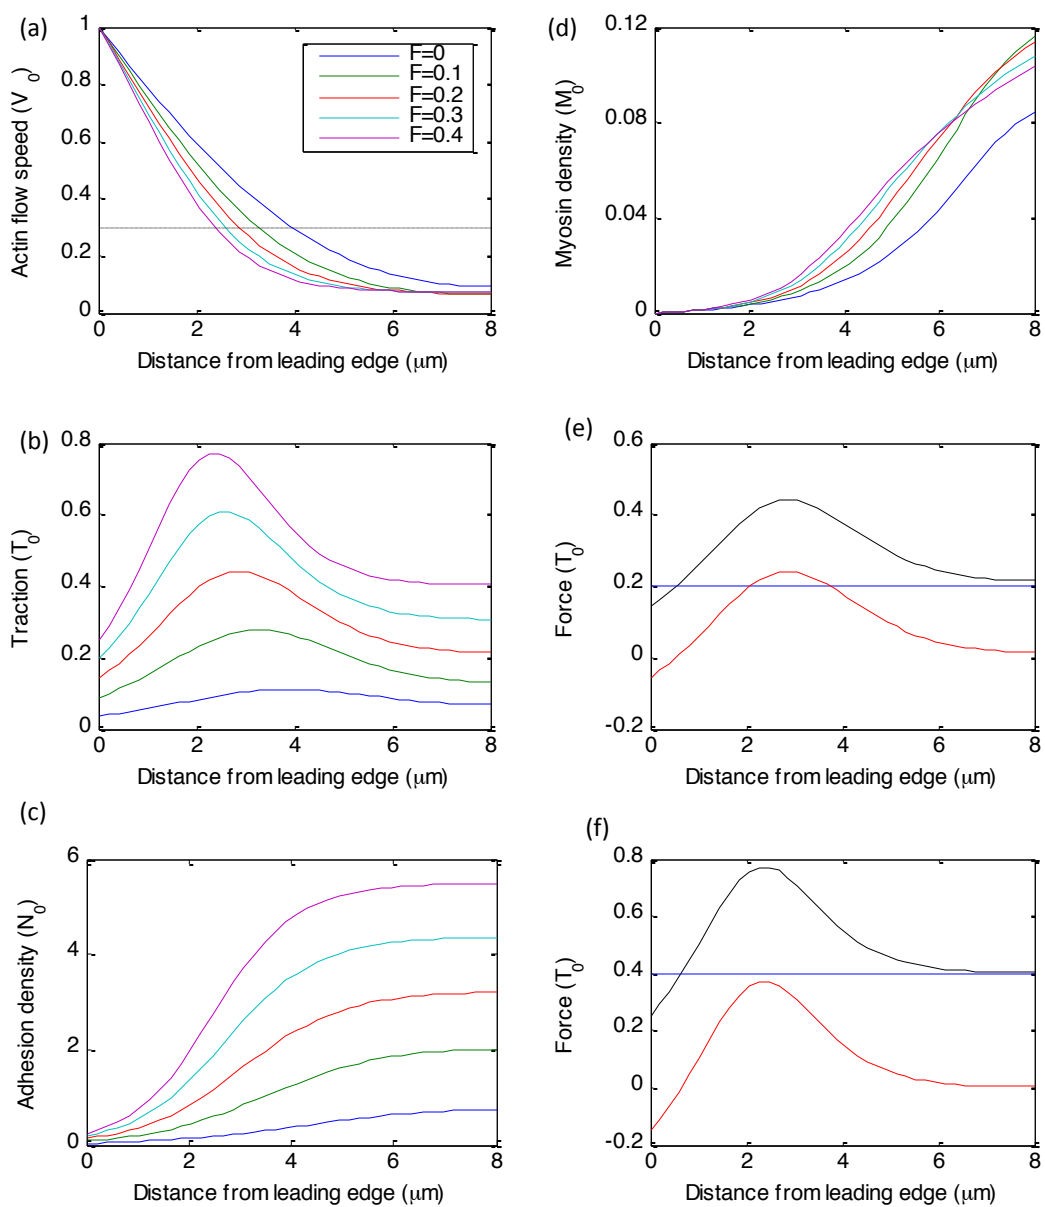 (a)
1
0.8
0.6
0.4
0.2
0
0 2 4 6 8
Actin flow speed (V_0)
Distance from leading edge (μm)
F=0
F=0.1
F=0.2
F=0.3
F=0.4
(d)
0.12
0.08
0.04
0
0 2 4 6 8
Myosin density (M_0)
Distance from leading edge (μm)
(b)
0.8
0.6
0.4
0.2
0
0 2 4 6 8
Traction (T_0)
Distance from leading edge (μm)
(e)
0.6
0.4
0.2
0
-0.2
0 2 4 6 8
Force (T_0)
Distance from leading edge (μm)
(c)
6
4
2
0
0 2 4 6 8
Adhesion density (N_0)
Distance from leading edge (μm)
(f)
0.8
0.6
0.4
0.2
0
-0.2
0 2 4 6 8
Force (T_0)
Distance from leading edge (μm)